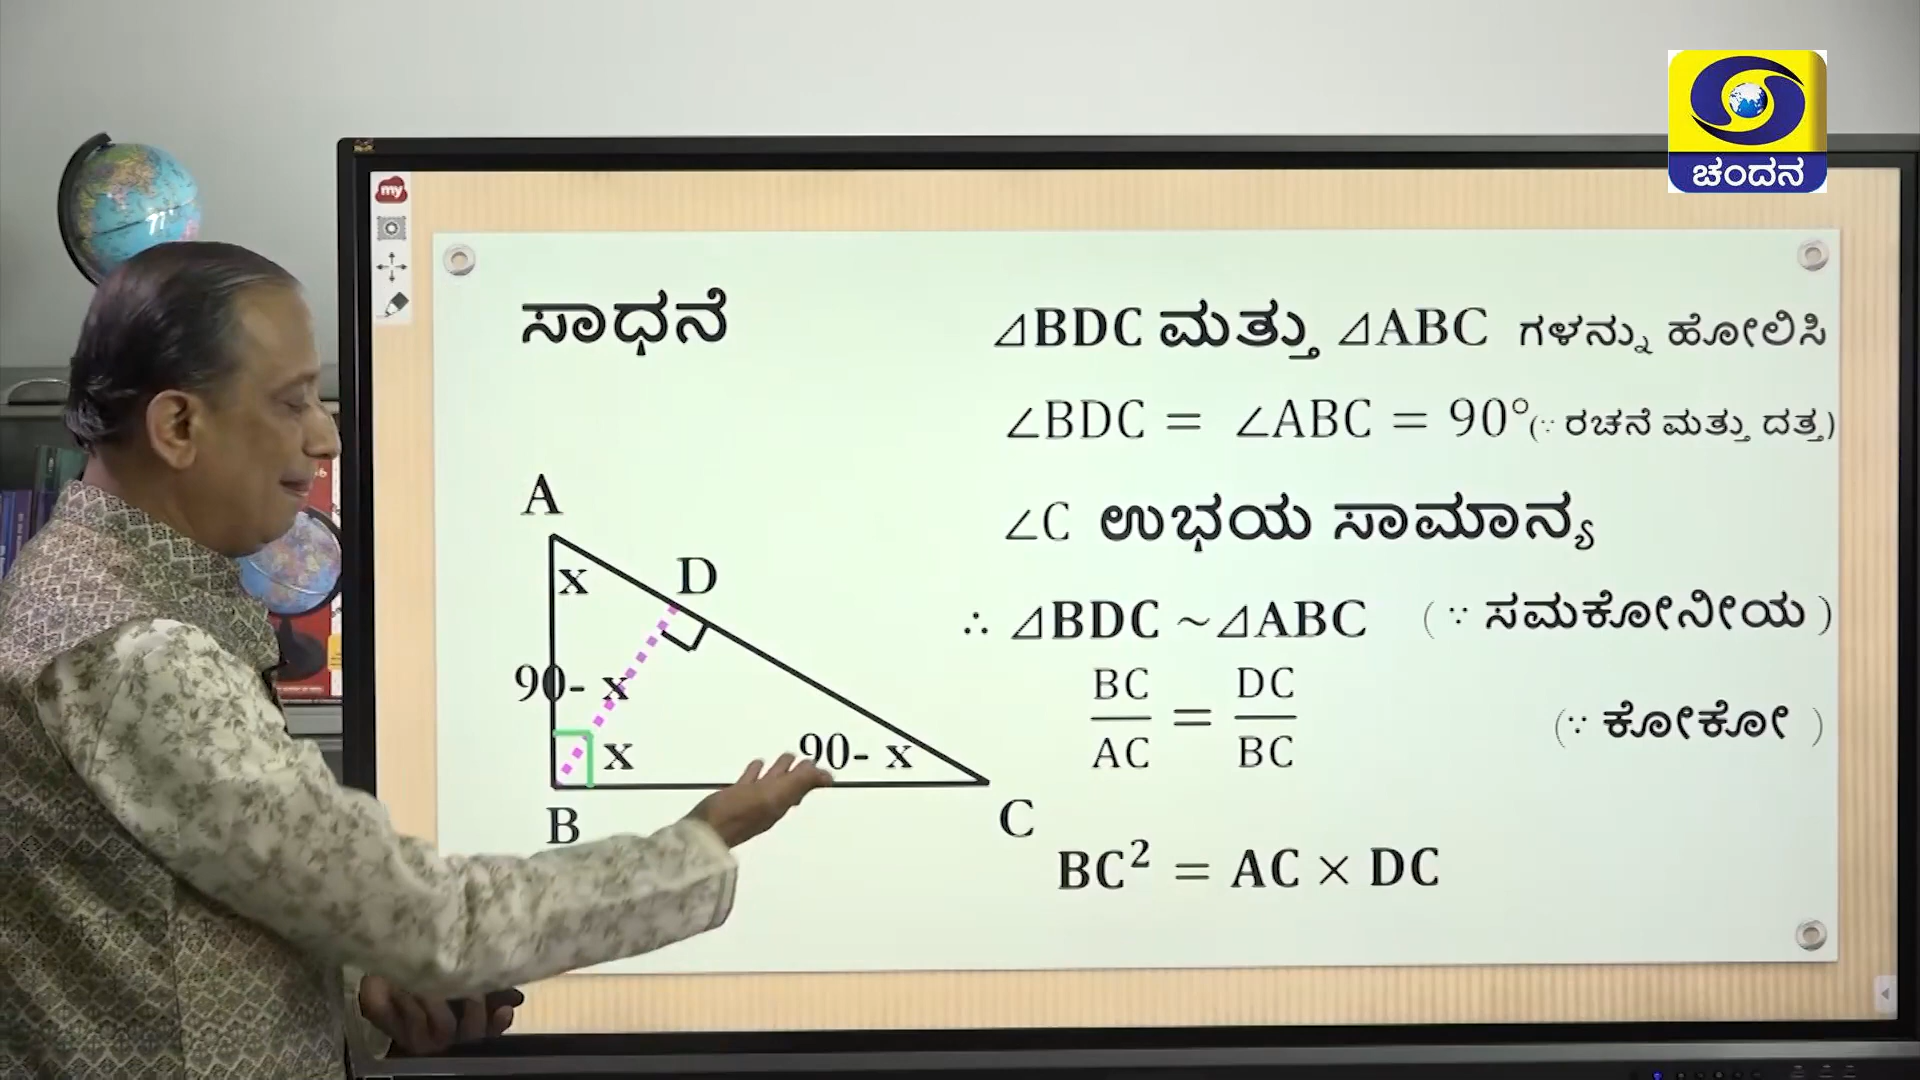 ಚಂದನ
my
ಸಾಧನೆ
⊿BDC ಮತ್ತು ⊿ABC ಗಳನ್ನು ಹೋಲಿಸಿ
∠BDC = ∠ABC = 90° (∵ ರಚನೆ ಮತ್ತು ದತ್ತ)
∠C ಉಭಯ ಸಾಮಾನ್ಯ
∴ ⊿BDC ~ ⊿ABC (∵ ಸಮಕೋನೀಯ)
BC/AC = DC/BC (∵ ಕೋಕೋ)
BC² = AC × DC
A
x
D
90- x
x
90- x
B
C